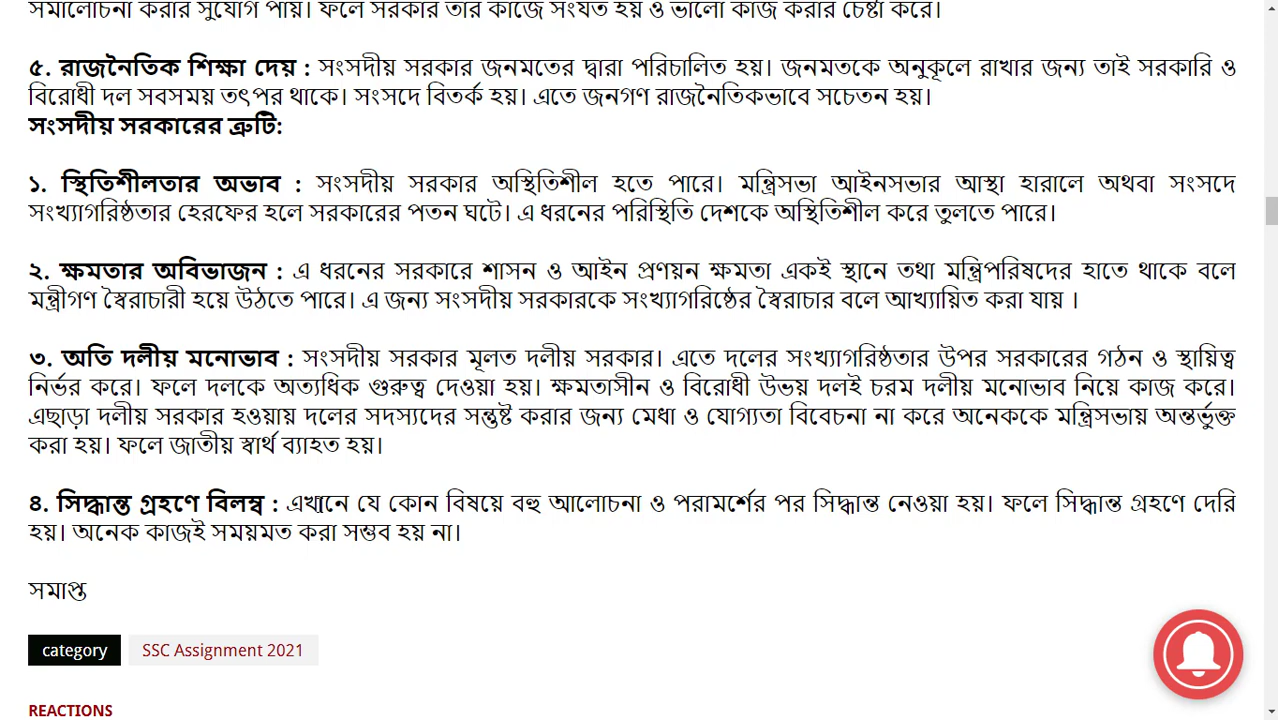 সমালোচনা করার সুযোগ পায়। ফলে সরকার তার কাজে সংযত হয় ও ভালো কাজ করার চেষ্টা করে।
৫. রাজনৈতিক শিক্ষা দেয় : সংসদীয় সরকার জনমতের দ্বারা পরিচালিত হয়। জনমতকে অনুকূলে রাখার জন্য তাই সরকারি ও
বিরোধী দল সবসময় তৎপর থাকে। সংসদে বিতর্ক হয়। এতে জনগণ রাজনৈতিকভাবে সচেতন হয়।
সংসদীয় সরকারের ত্রুটি:
১. স্থিতিশীলতার অভাব : সংসদীয় সরকার অস্থিতিশীল হতে পারে। মন্ত্রিসভা আইনসভার আস্থা হারালে অথবা সংসদে
সংখ্যাগরিষ্ঠতার হেরফের হলে সরকারের পতন ঘটে। এ ধরনের পরিস্থিতি দেশকে অস্থিতিশীল করে তুলতে পারে।
২. ক্ষমতার অবিভাজন : এ ধরনের সরকারে শাসন ও আইন প্রণয়ন ক্ষমতা একই স্থানে তথা মন্ত্রিপরিষদের হাতে থাকে বলে
মন্ত্রীগণ স্বৈরাচারী হয়ে উঠতে পারে। এ জন্য সংসদীয় সরকারকে সংখ্যাগরিষ্ঠের স্বৈরাচার বলে আখ্যায়িত করা যায় ।
৩. অতি দলীয় মনোভাব : সংসদীয় সরকার মূলত দলীয় সরকার। এতে দলের সংখ্যাগরিষ্ঠতার উপর সরকারের গঠন ও স্থায়িত্ব
নির্ভর করে। ফলে দলকে অত্যধিক গুরুত্ব দেওয়া হয়। ক্ষমতাসীন ও বিরোধী উভয় দলই চরম দলীয় মনোভাব নিয়ে কাজ করে।
এছাড়া দলীয় সরকার হওয়ায় দলের সদস্যদের সন্তুষ্ট করার জন্য মেধা ও যোগ্যতা বিবেচনা না করে অনেককে মন্ত্রিসভায় অন্তর্ভুক্ত
করা হয়। ফলে জাতীয় স্বার্থ ব্যাহত হয়।
৪. সিদ্ধান্ত গ্রহণে বিলম্ব : এখানে যে কোন বিষয়ে বহু আলোচনা ও পরামর্শের পর সিদ্ধান্ত নেওয়া হয়। ফলে সিদ্ধান্ত গ্রহণে দেরি
হয়। অনেক কাজই সময়মত করা সম্ভব হয় না।
সমাপ্ত
category SSC Assignment 2021
REACTIONS